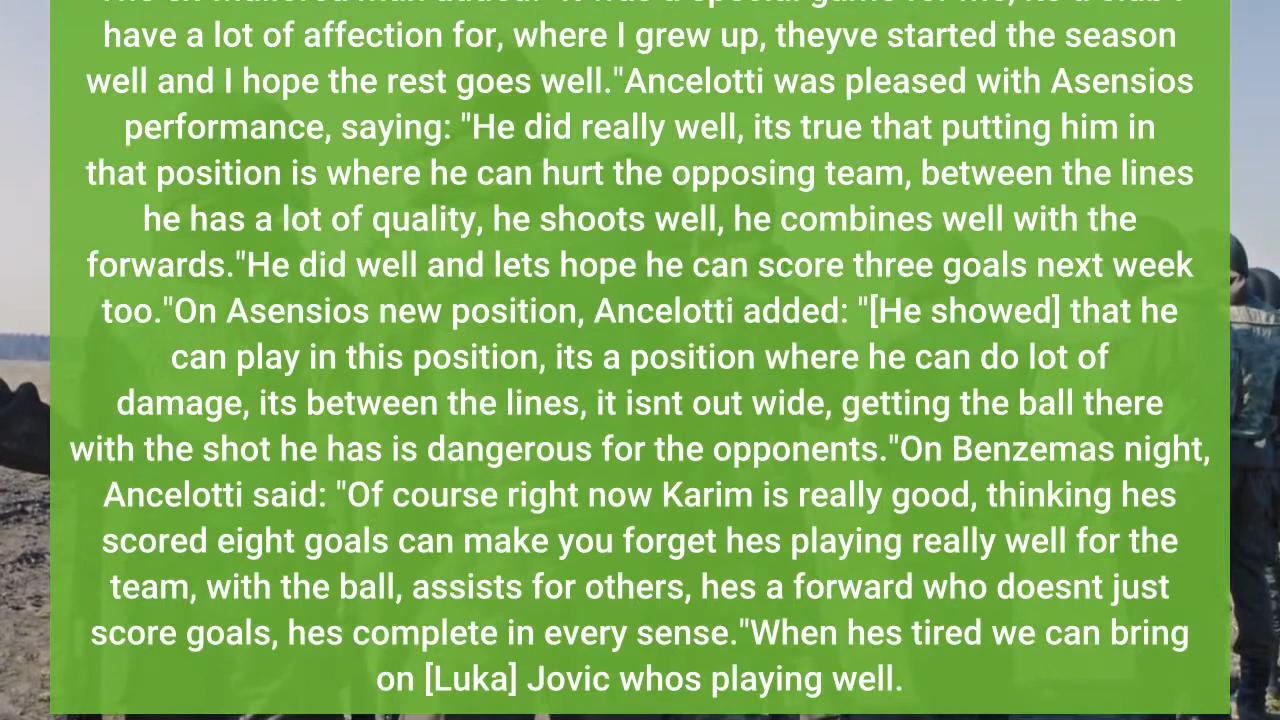 have a lot of affection for, where I grew up, theyve started the season
well and I hope the rest goes well."Ancelotti was pleased with Asensios
performance, saying: "He did really well, its true that putting him in
that position is where he can hurt the opposing team, between the lines
he has a lot of quality, he shoots well, he combines well with the
forwards."He did well and lets hope he can score three goals next week
too."On Asensios new position, Ancelotti added: "[He showed] that he
can play in this position, its a position where he can do lot of
damage, its between the lines, it isnt out wide, getting the ball there
with the shot he has is dangerous for the opponents."On Benzemas night,
Ancelotti said: "Of course right now Karim is really good, thinking hes
scored eight goals can make you forget hes playing really well for the
team, with the ball, assists for others, hes a forward who doesnt just
score goals, hes complete in every sense."When hes tired we can bring
on [Luka] Jovic whos playing well.